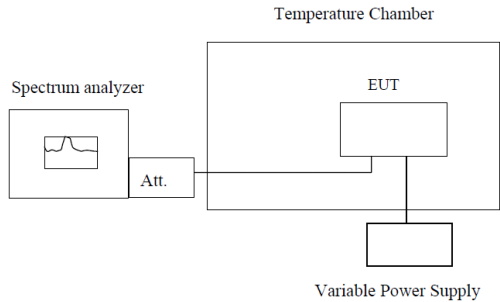 Temperature Chamber
Spectrum analyzer
EUT
Att.
Variable Power Supply